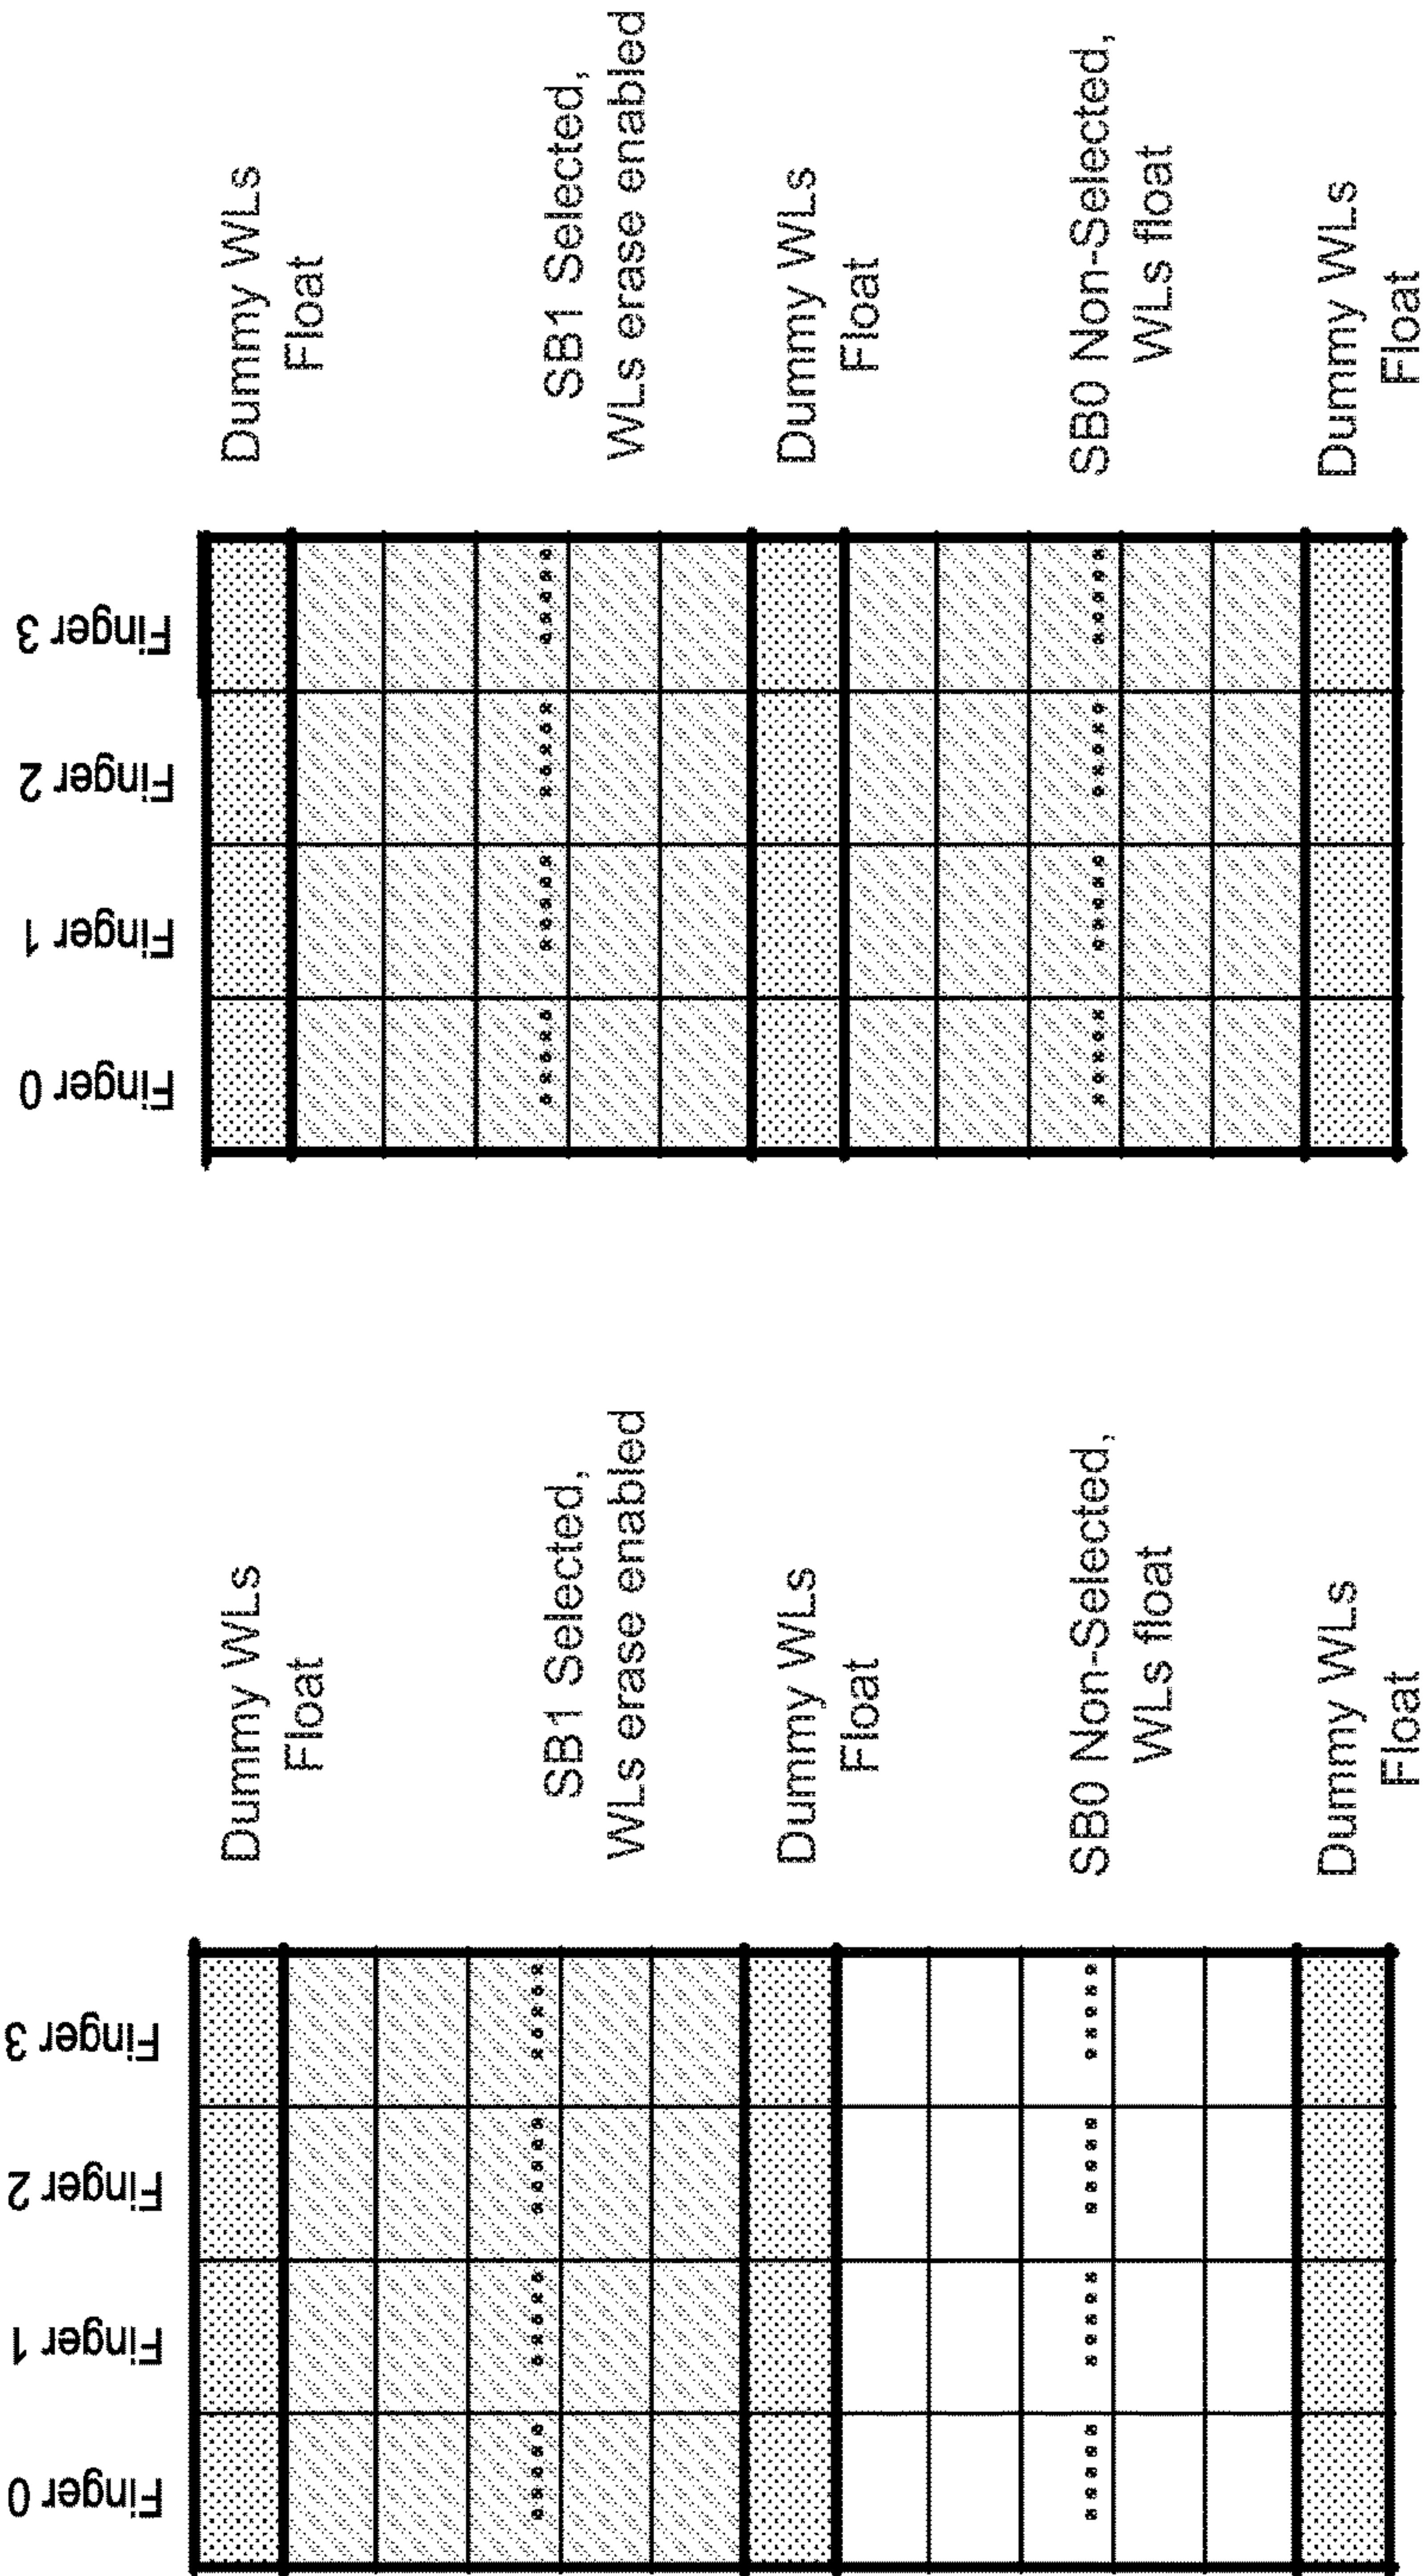 Finger 0
Finger 1
Finger 2
Finger 3
Dummy WLs
Float
SB1 Selected,
WLs erase enabled
Dummy WLs
Float
SB0 Non-Selected,
WLs float
Dummy WLs
Float
Finger 0
Finger 1
Finger 2
Finger 3
Dummy WLs
Float
SB1 Selected,
WLs erase enabled
Dummy WLs
Float
SB0 Non-Selected,
WLs float
Dummy WLs
Float